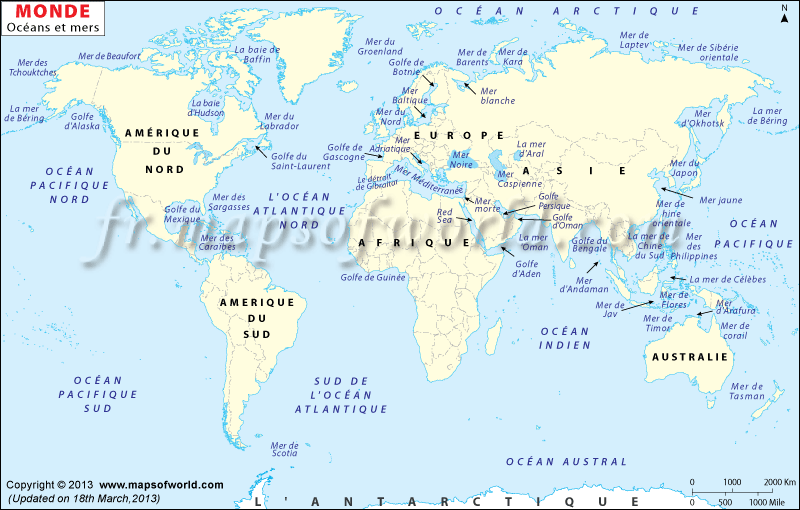 MONDE
Océans et mers
OCÉAN ARCTIQUE
N
Mer des
Tchouktches
Mer de Beaufort
La baie de
Baffin
Mer du
Groenland
Golfe de
Botnie
Mer de
Barents
Mer de
Kara
Mer de
Laptev
Mer de Sibérie
orientale
La mer
de Béring
Golfe
d'Alaska
La baie
d'Hudson
Mer du
Labrador
Mer du
Nord
Mer
Baltique
Mer
blanche
Mer
d'Okhotsk
La mer
de Béring
AMÉRIQUE
DU
NORD
EUROPE
ASIE
Golfe du
Saint-Laurent
Golfe de
Gascogne
Mer
Adriatique
Mer
Noire
La mer
d'Aral
Mer
Caspienne
Mer du
Japon
OCÉAN
PACIFIQUE
NORD
Le détrait
de Gibraltar
Mer Méditerranée
Mer
morte
Golfe
Persique
Mer jaune
Mer des
Sargasses
L'OCÉAN
ATLANTIQUE
NORD
Golfe du
Mexique
Red
Sea
Golfe
d'Oman
Mer de
hine
orientale
fr.mapsofworld.com
Mer des
Caraïbes
AFRIQUE
La mer
'Oman
Golfe du
Bengale
La mer de
Chine
du Sud
Mer
des
Philippines
OCÉAN
PACIFIQUE
Golfe de Guinée
Golfe
d'Aden
Mer
d'Andaman
La mer de Célèbes
AMERIQUE
DU
SUD
Mer de
Jav
Mer de
Flores
Mer
d'Arafura
Mer de
Timor
Mer de
corail
OCÉAN
INDIEN
AUSTRALIE
OCÉAN
PACIFIQUE
SUD
SUD DE
L'OCÉAN
ATLANTIQUE
Mer de
Tasman
Mer de
Scotia
OCÉAN AUSTRAL
Copyright © 2013 www.mapsofworld.com
(Updated on 18th March,2013)
L'ANTARCTIQUE
0 1000 2000 Km
0 500 1000 Mile